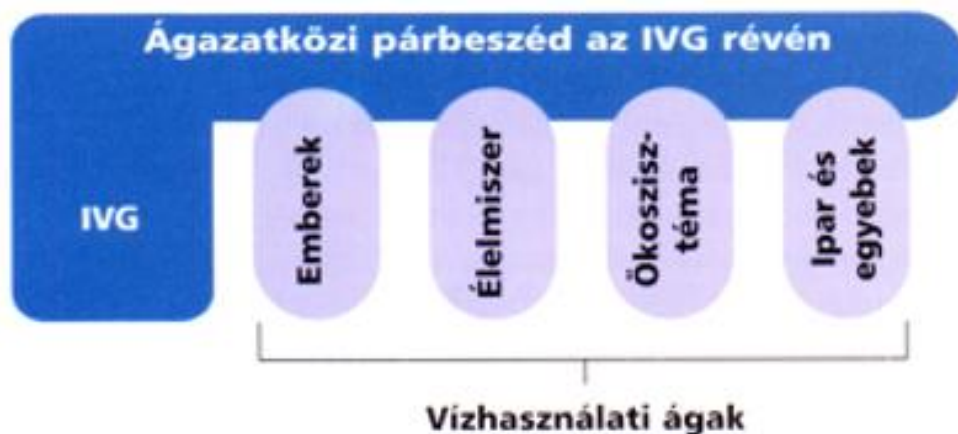 Ágazatközi párbeszéd az IVG révén
IVG
Emberek
Élelmiszer
Ökoszisz-
téma
Ipar és
egyebek
Vízhasználati ágak